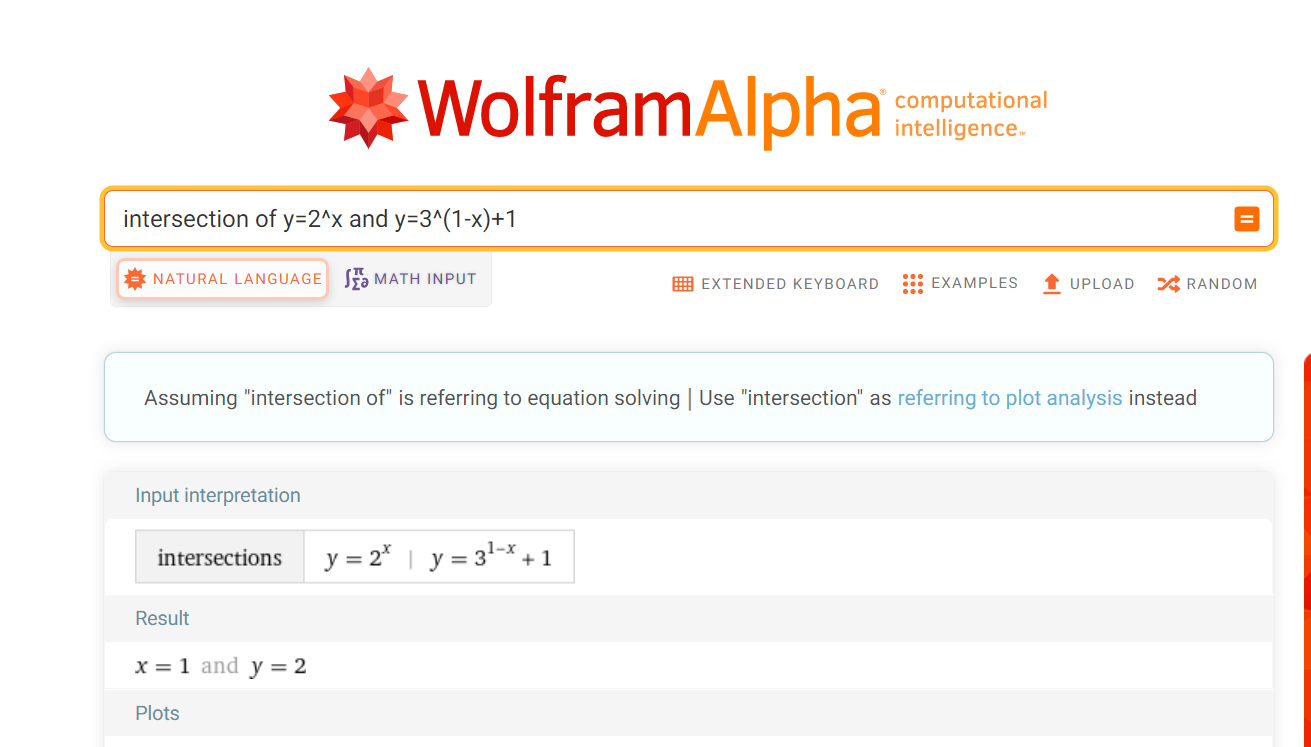 WolframAlpha® computational intelligence™
intersection of y=2^x and y=3^(1-x)+1
NATURAL LANGUAGE MATH INPUT EXTENDED KEYBOARD EXAMPLES UPLOAD RANDOM
Assuming "intersection of" is referring to equation solving | Use "intersection" as referring to plot analysis instead
Input interpretation
intersections y = 2^x | y = 3^(1-x) + 1
Result
x = 1 and y = 2
Plots